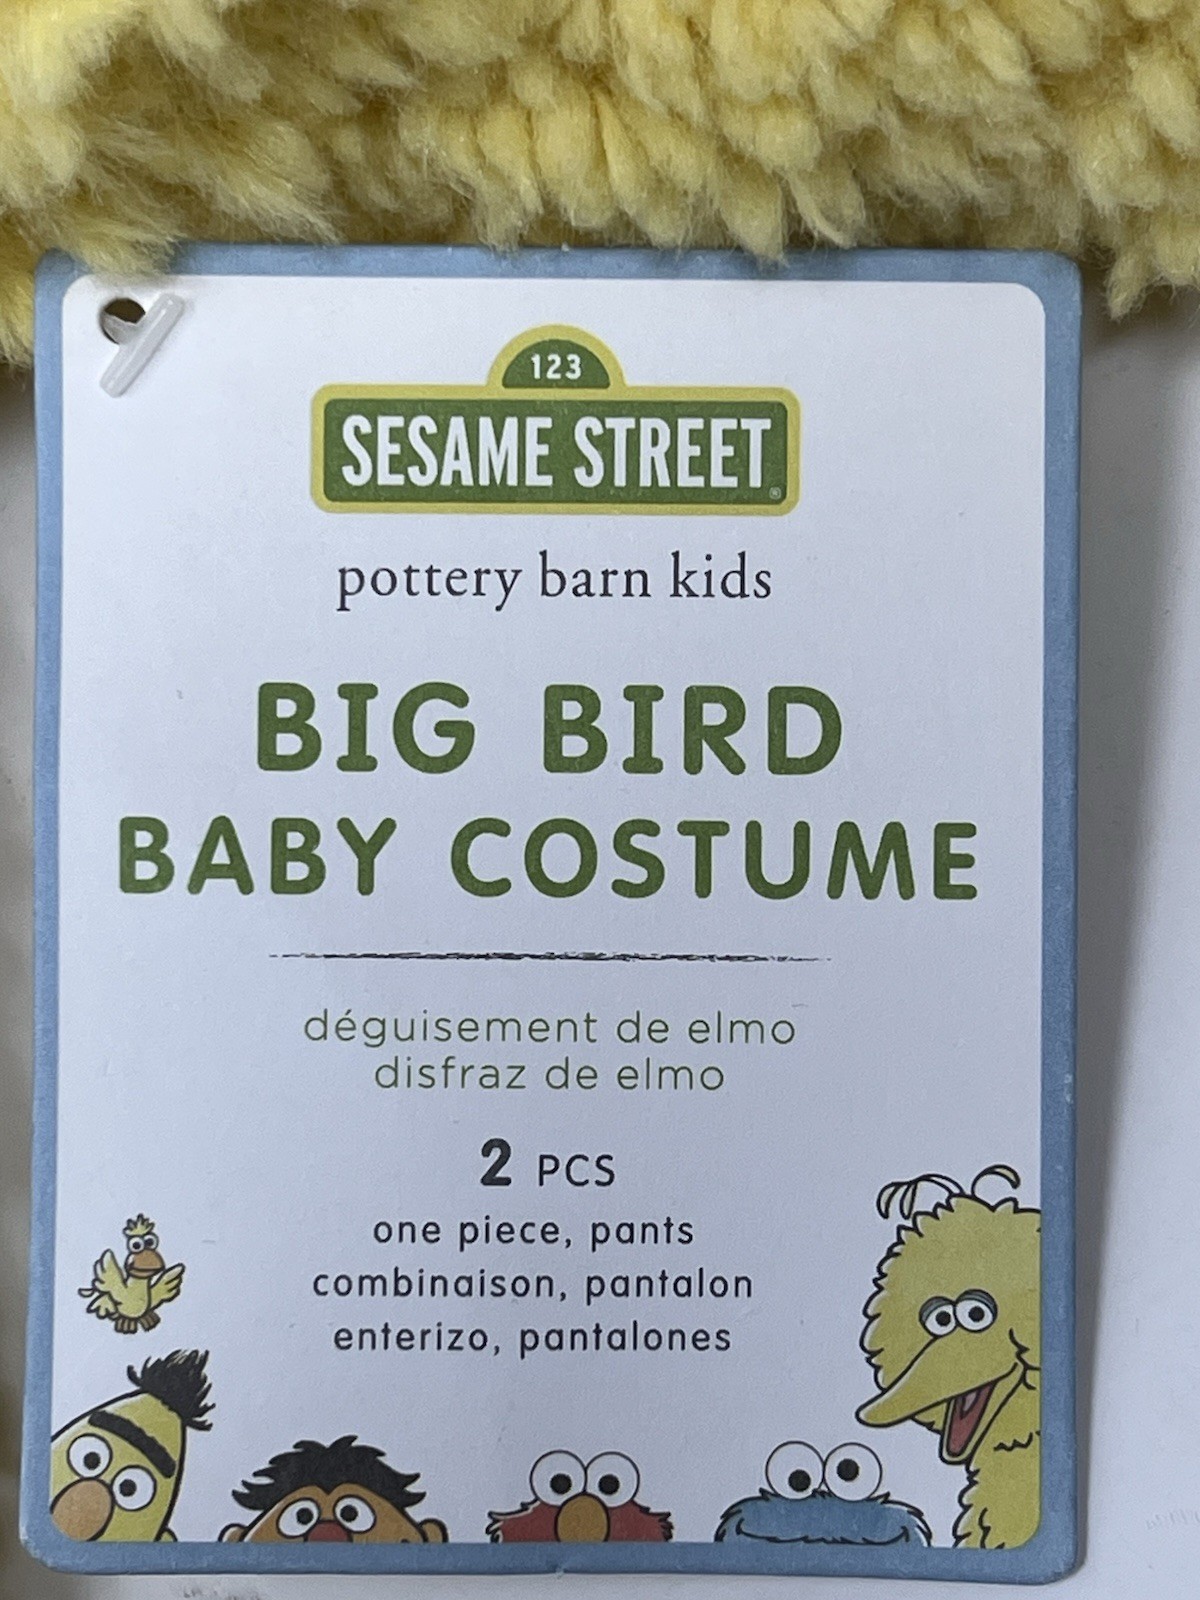 123
SESAME STREET®
pottery barn kids
BIG BIRD
BABY COSTUME
déguisement de elmo
disfraz de elmo
2 PCS
one piece, pants
combinaison, pantalon
enterizo, pantalones